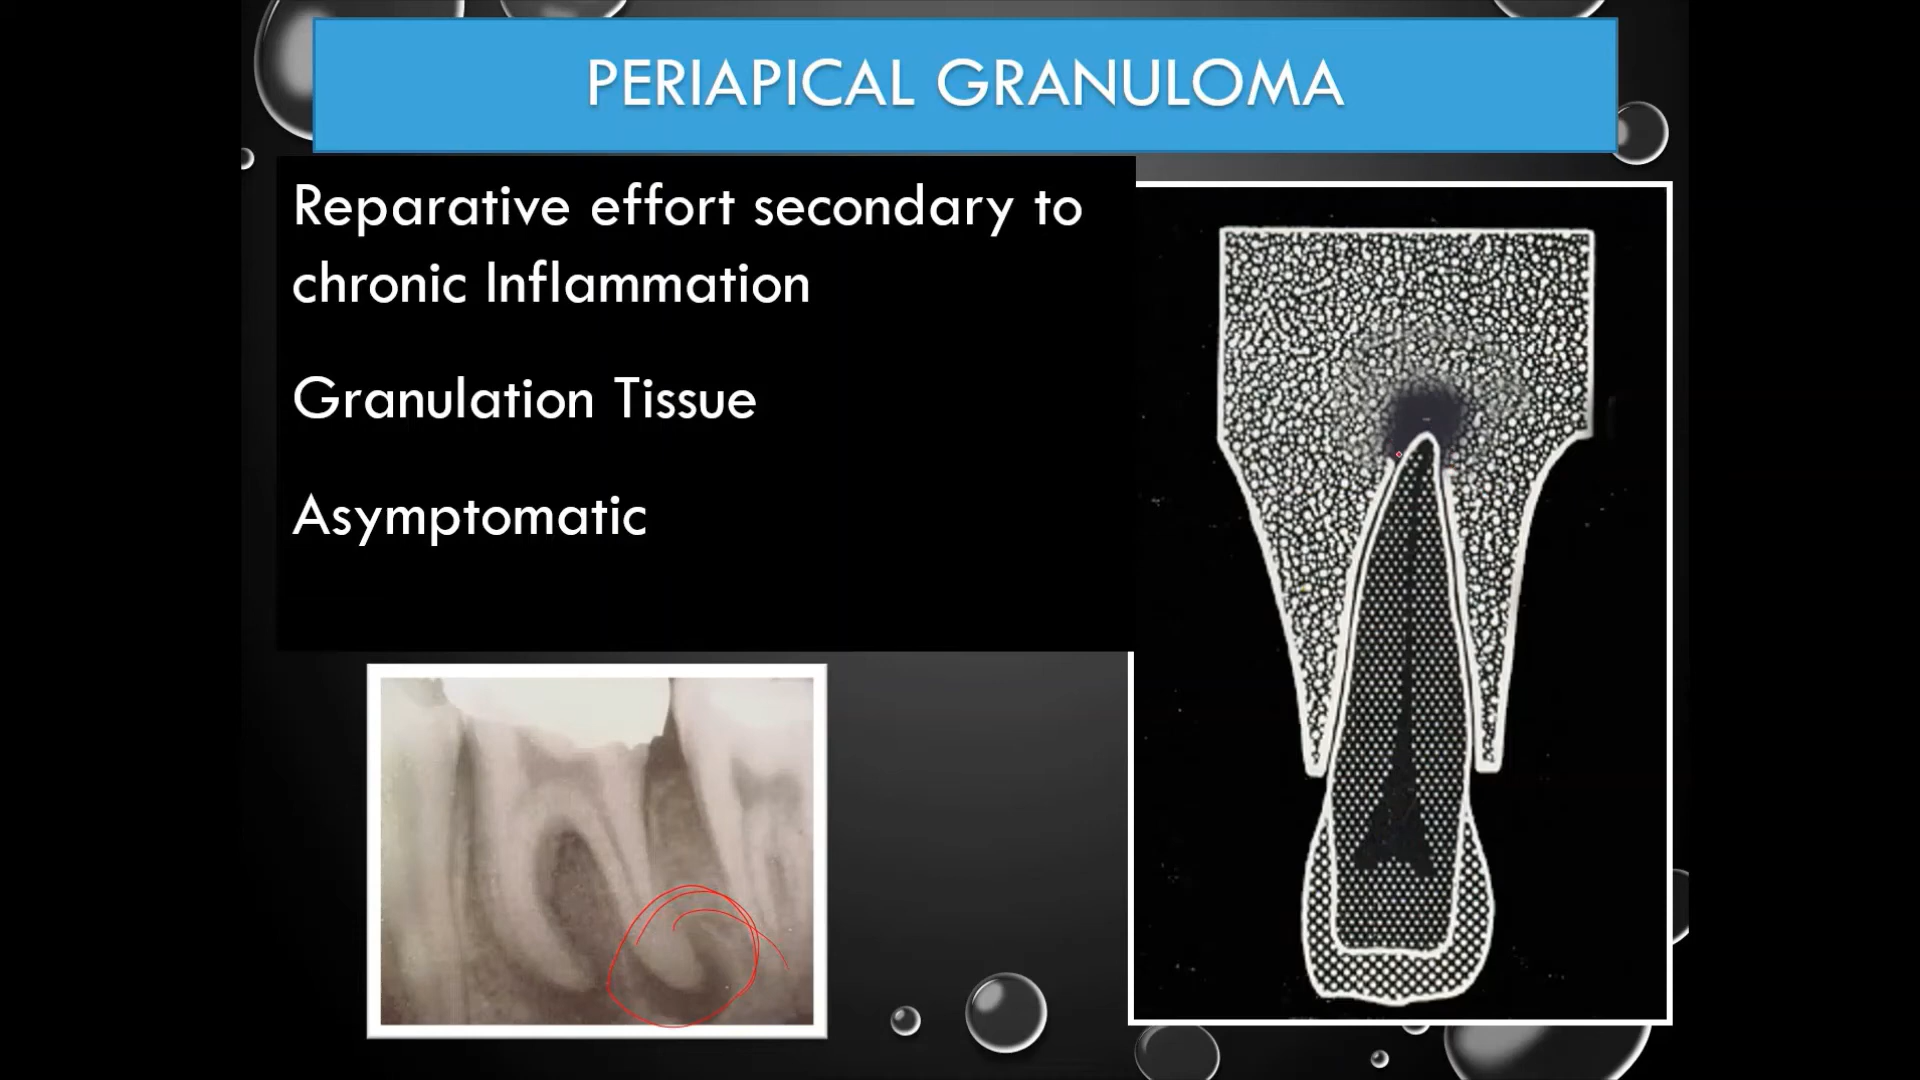 PERIAPICAL GRANULOMA
Reparative effort secondary to
chronic Inflammation
Granulation Tissue
Asymptomatic